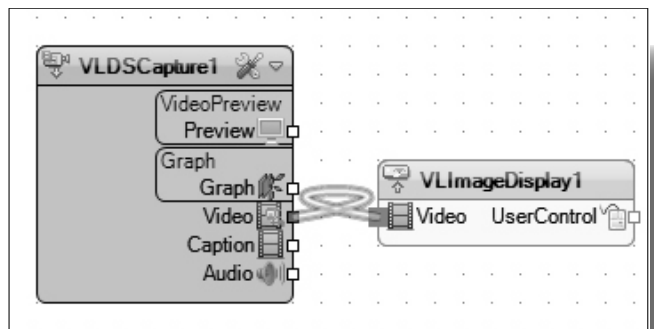 VLDSCapture1
VideoPreview
Preview
Graph
Graph
Video
Caption
Audio
VLImageDisplay1
Video UserControl